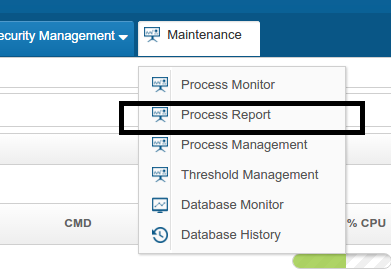 ecurity Management
Maintenance
Process Monitor
Process Report
Process Management
Threshold Management
Database Monitor
CMD
% CPU
Database History